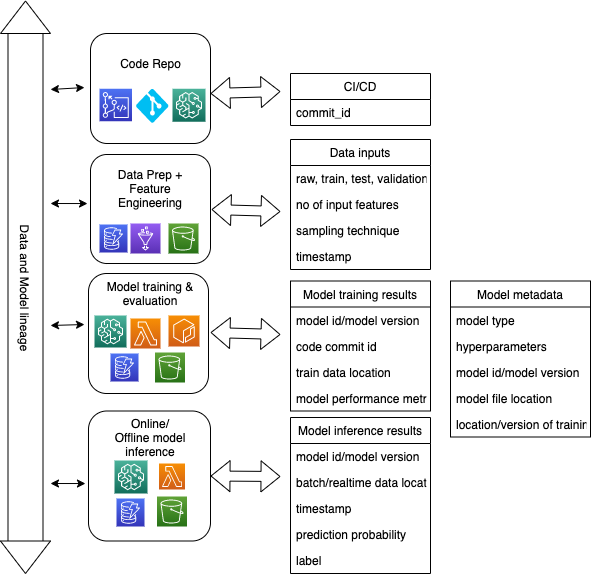 Data and Model lineage
Code Repo
CI/CD
commit_id
Data Prep +
Feature
Engineering
Data inputs
raw, train, test, validation
no of input features
sampling technique
timestamp
Model training &
evaluation
Model training results
model id/model version
code commit id
train data location
model performance metr
Model metadata
model type
hyperparameters
model id/model version
model file location
location/version of trainin
Online/
Offline model
inference
Model inference results
model id/model version
batch/realtime data locat
timestamp
prediction probability
label